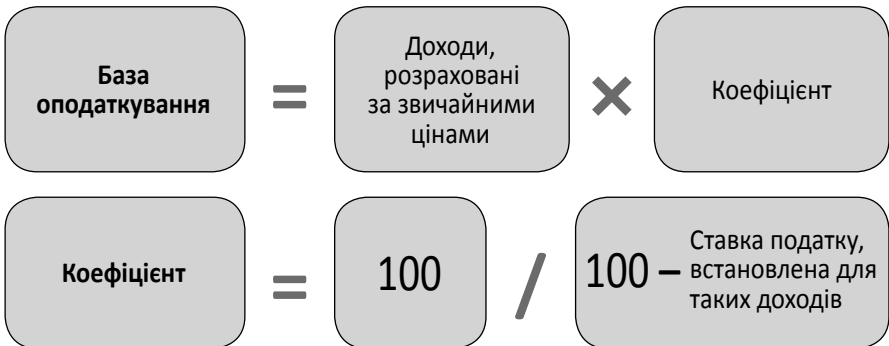 База
оподаткування
=
Доходи,
розраховані
за звичайними
цінами
×
Коефіцієнт
Коефіцієнт
=
100
/
100 –
Ставка податку,
встановлена для
таких доходів